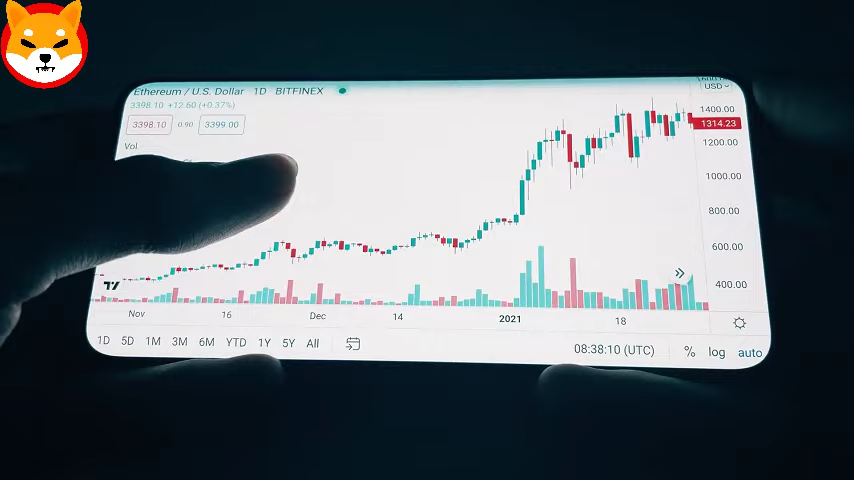 Ethereum / U.S. Dollar 1D BITFINEX
USD
3398.10 +12.60 (+0.37%)
1400.00
3398.10 0.90 3399.00
1314.23
Vol
1200.00
1000.00
800.00
600.00
400.00
Nov 16 Dec 14 2021 18
1D 5D 1M 3M 6M YTD 1Y 5Y All 08:38:10 (UTC) % log auto